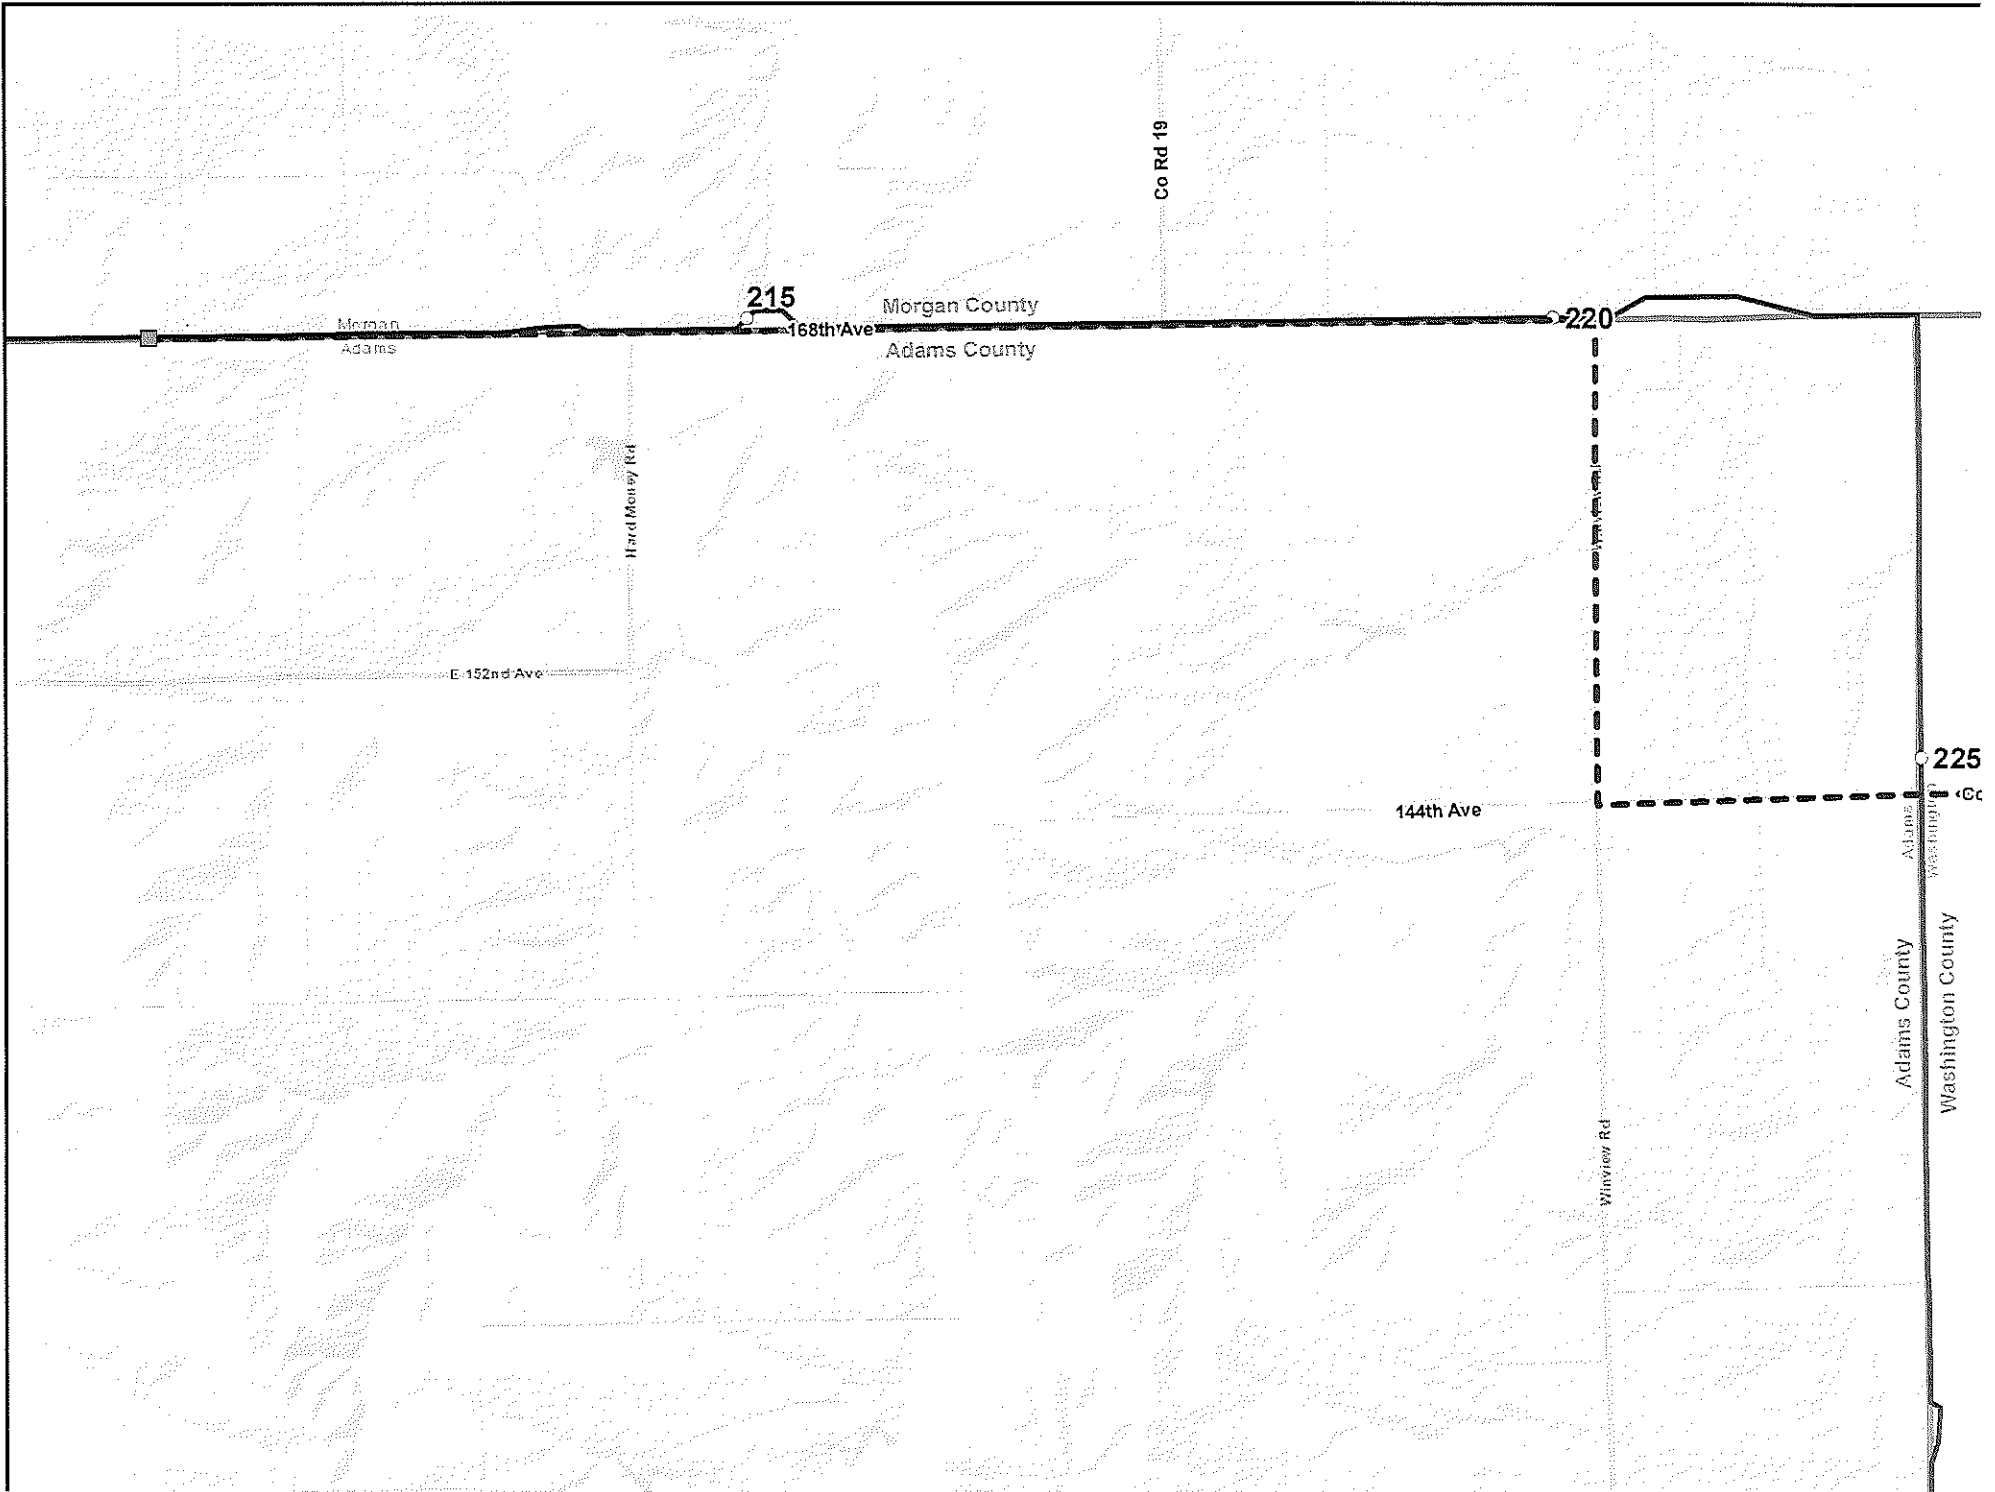 Co Rd 19
215
Morgan County
Morgan
168th Ave
220
Adams
Adams County
Hard Money Rd
E 152nd Ave
225
144th Ave
Adams
Washington
Adams County
Washington County
Winview Rd